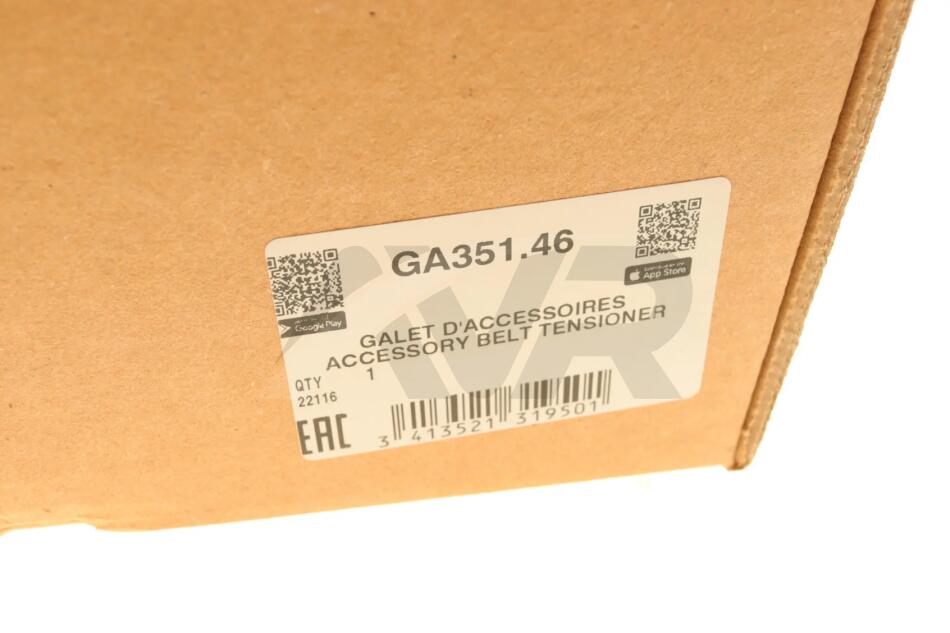 GA351.46
Google Play
App Store
GALET D'ACCESSOIRES
ACCESSORY BELT TENSIONER
QTY 1
22116
EAC
3 413521 319501